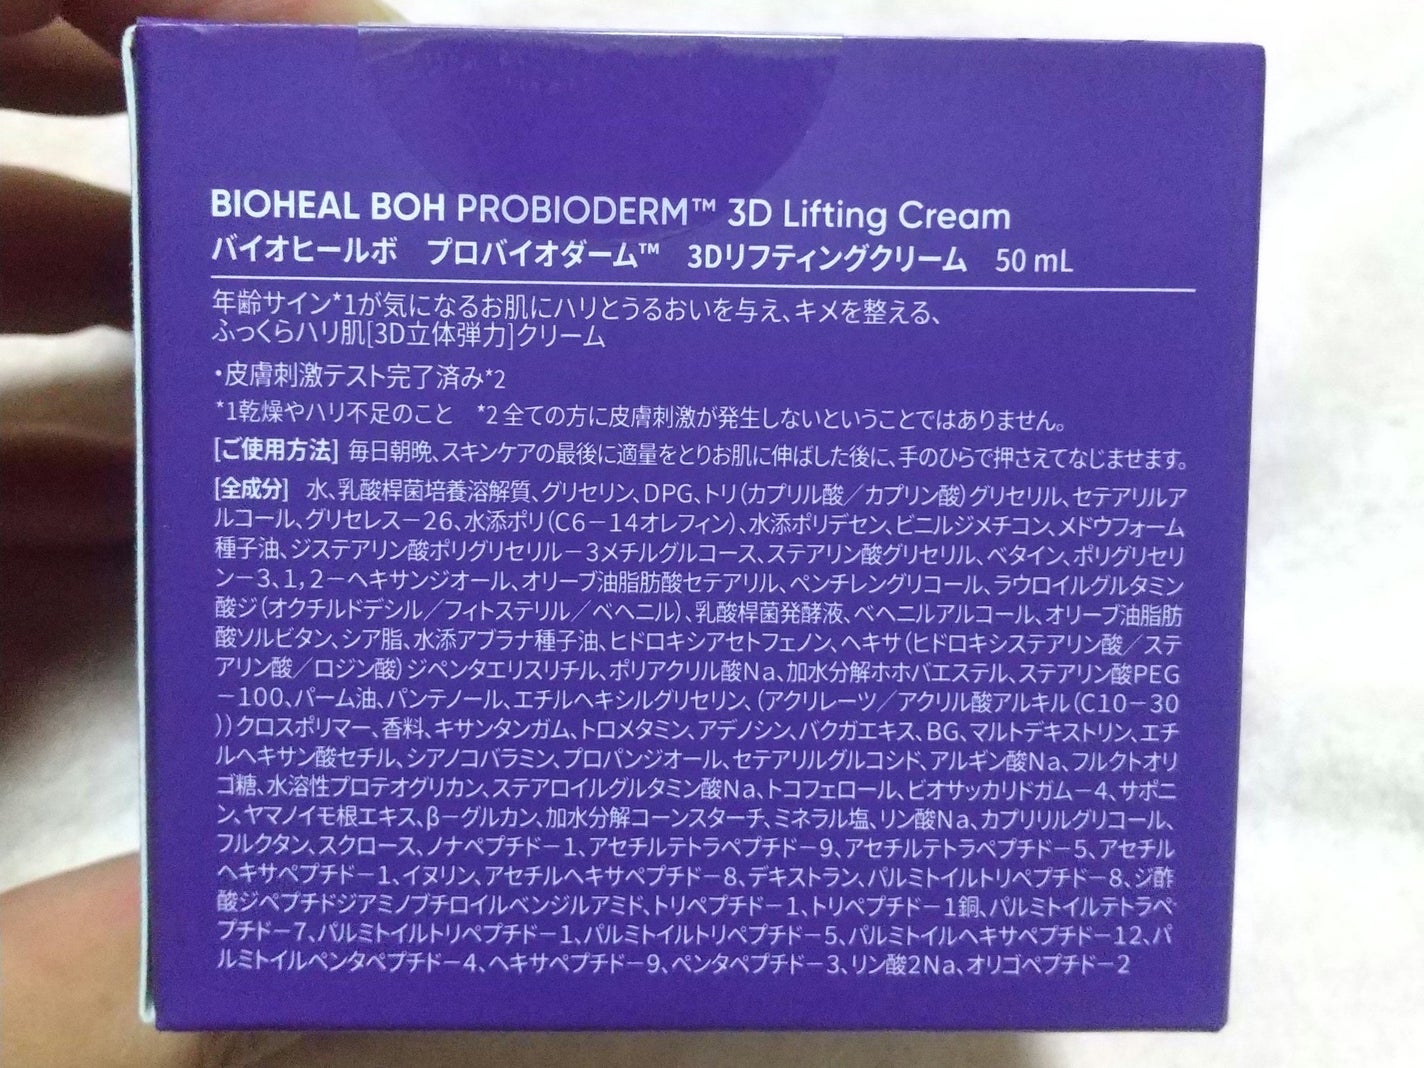 BIOHEAL BOH PROBIODERM™ 3D Lifting Cream
バイオヒールボ　プロバイオダーム™　3Dリフティングクリーム　50 mL
年齢サイン*1が気になるお肌にハリとうるおいを与え、キメを整える、
ふっくらハリ肌[3D立体弾力]クリーム
・皮膚刺激テスト完了済み*2
*1乾燥やハリ不足のこと　*2 全ての方に皮膚刺激が発生しないということではありません。
[ご使用方法] 毎日朝晩、スキンケアの最後に適量をとりお肌に伸ばした後に、手のひらで押さえてなじませます。
[全成分]　水、乳酸桿菌培養溶解質、グリセリン、DPG、トリ(カプリル酸／カプリン酸)グリセリル、セテアリルア
ルコール、グリセレス－26、水添ポリ(C6－14オレフィン)、水添ポリデセン、ビニルジメチコン、メドウフォーム
種子油、ジステアリン酸ポリグリセリル－3メチルグルコース、ステアリン酸グリセリル、ベタイン、ポリグリセリ
ン－3、1,2－ヘキサンジオール、オリーブ油脂肪酸セテアリル、ペンチレングリコール、ラウロイルグルタミン
酸ジ(オクチルドデシル／フィトステリル／ベヘニル)、乳酸桿菌発酵液、ベヘニルアルコール、オリーブ油脂肪
酸ソルビタン、シア脂、水添アブラナ種子油、ヒドロキシアセトフェノン、ヘキサ(ヒドロキシステアリン酸／ステ
アリン酸／ロジン酸)ジペンタエリスリチル、ポリアクリル酸Na、加水分解ホホバエステル、ステアリン酸PEG
－100、パーム油、パンテノール、エチルヘキシルグリセリン、(アクリレーツ／アクリル酸アルキル(C10－30
))クロスポリマー、香料、キサンタンガム、トロメタミン、アデノシン、バクガエキス、BG、マルトデキストリン、エチ
ルヘキサン酸セチル、シアノコバラミン、プロパンジオール、セテアリルグルコシド、アルギン酸Na、フルクトオリ
ゴ糖、水溶性プロテオグリカン、ステアロイルグルタミン酸Na、トコフェロール、ビオサッカリドガム－4、サポニ
ン、ヤマノイモ根エキス、β－グルカン、加水分解コーンスターチ、ミネラル塩、リン酸Na、カプリリルグリコール、
フルクタン、スクロース、ノナペプチド－1、アセチルテトラペプチド－9、アセチルテトラペプチド－5、アセチル
ヘキサペプチド－1、イヌリン、アセチルヘキサペプチド－8、デキストラン、パルミトイルトリペプチド－8、ジ酢
酸ジペプチドジアミノブチロイルベンジルアミド、トリペプチド－1、トリペプチド－1銅、パルミトイルテトラペ
プチド－7、パルミトイルトリペプチド－1、パルミトイルトリペプチド－5、パルミトイルヘキサペプチド－12、パ
ルミトイルペンタペプチド－4、ヘキサペプチド－9、ペンタペプチド－3、リン酸2Na、オリゴペプチド－2